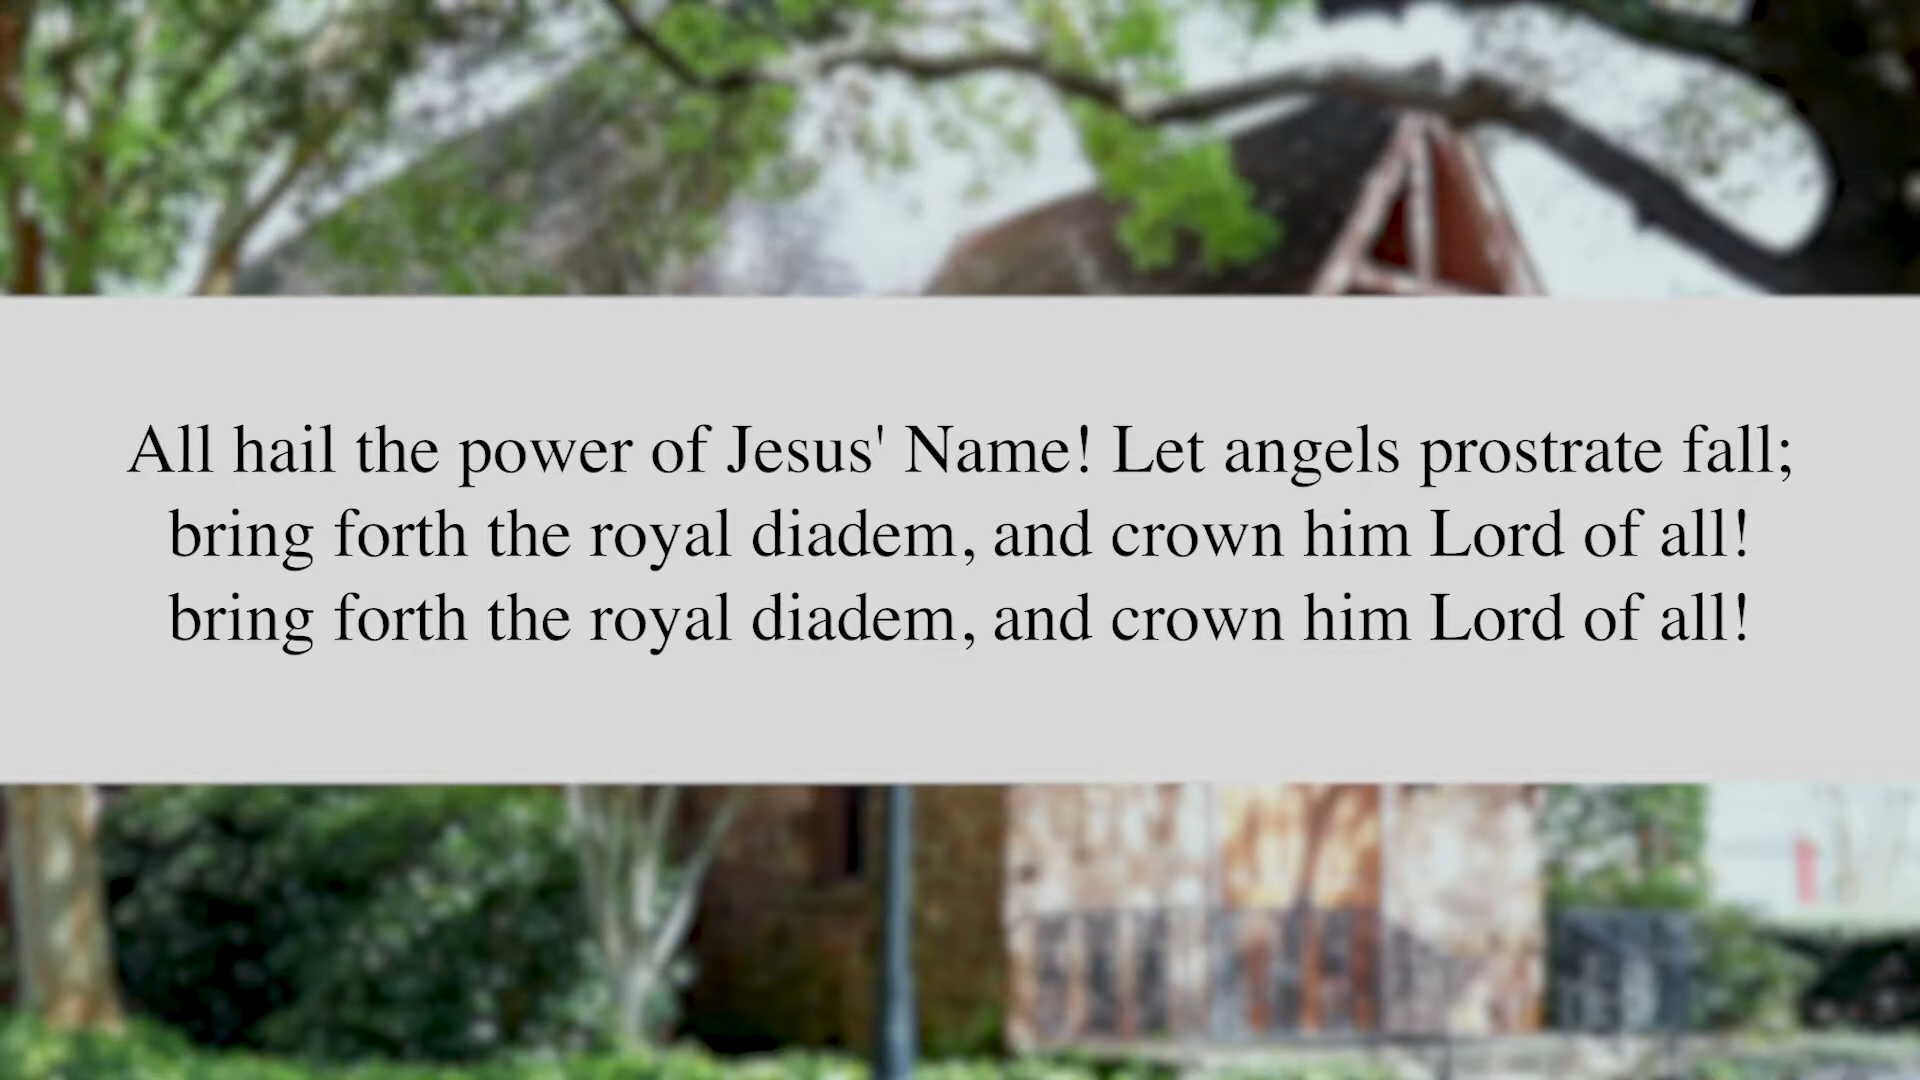 All hail the power of Jesus' Name! Let angels prostrate fall;
bring forth the royal diadem, and crown him Lord of all!
bring forth the royal diadem, and crown him Lord of all!